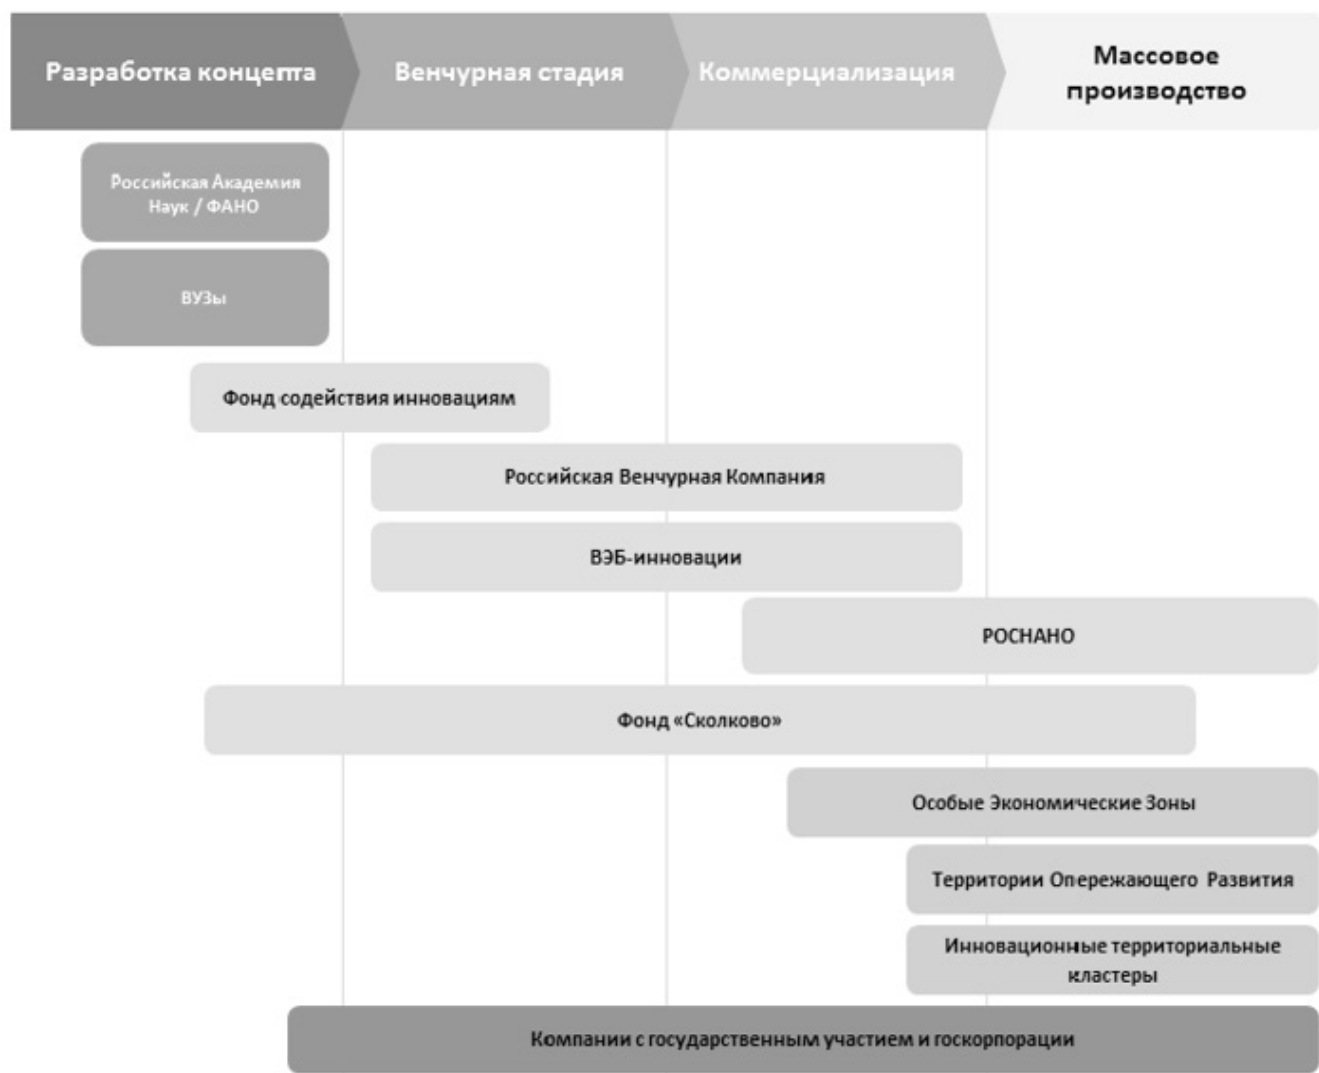 Разработка концепта
Венчурная стадия
Коммерциализация
Массовое
производство
Российская Академия
Наук / ФАНО
ВУЗы
Фонд содействия инновациям
Российская Венчурная Компания
ВЭБ-инновации
РОСНАНО
Фонд «Сколково»
Особые Экономические Зоны
Территории Опережающего Развития
Инновационные территориальные
кластеры
Компании с государственным участием и госкорпорации